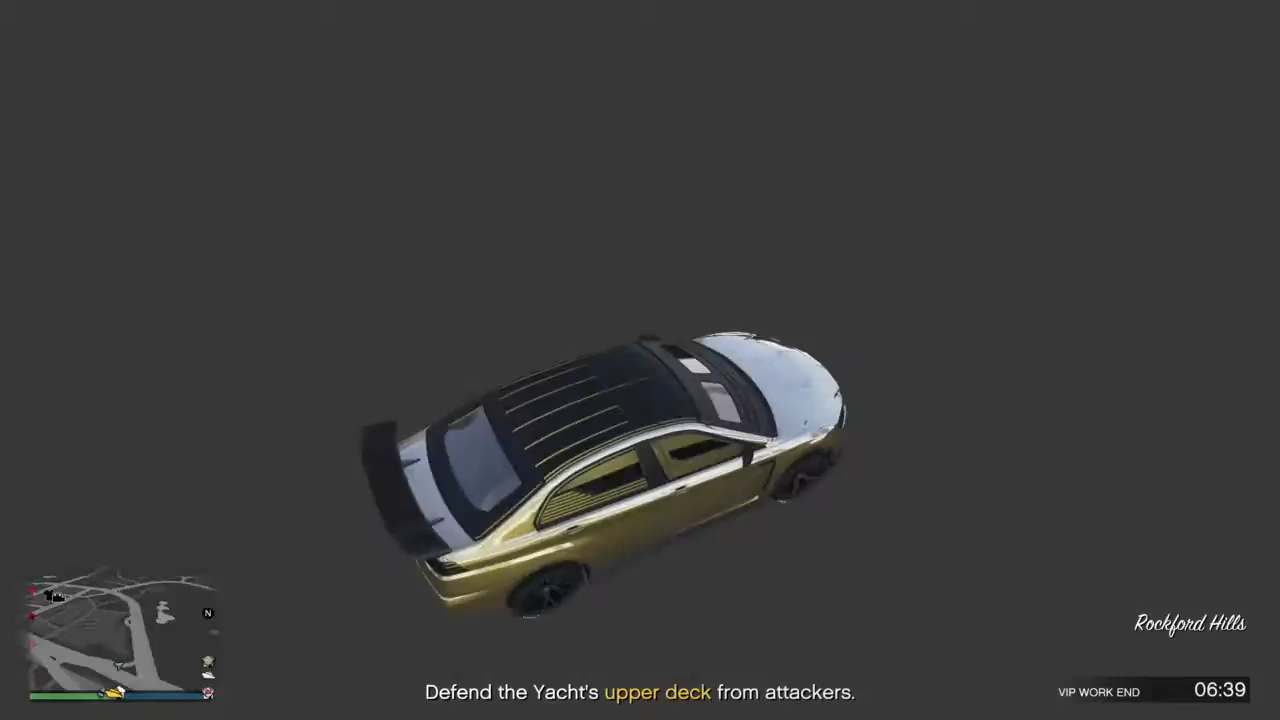 N
Rockford Hills
Defend the Yacht's upper deck from attackers.
VIP WORK END 06:39